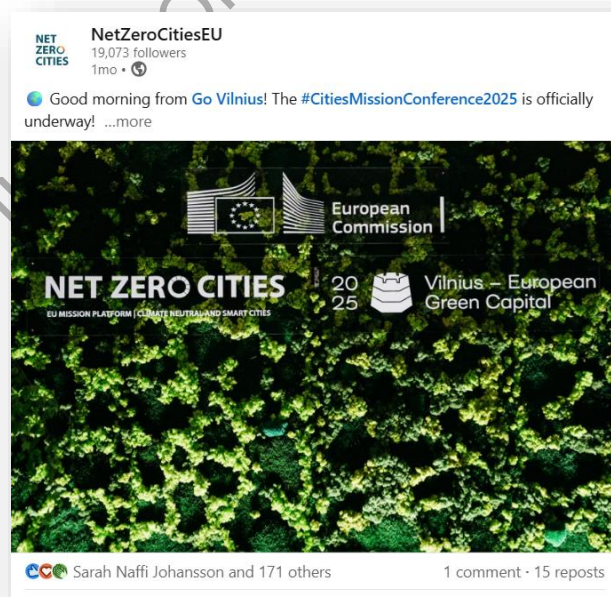 NET
ZERO
CITIES
NetZeroCitiesEU
19,073 followers
1mo •
Good morning from Go Vilnius! The #CitiesMissionConference2025 is officially
underway! ...more
European
Commission
NET ZERO CITIES
EU MISSION PLATFORM | CLIMATE NEUTRAL AND SMART CITIES
20
25
Vilnius – European
Green Capital
Sarah Naffi Johansson and 171 others
1 comment · 15 reposts